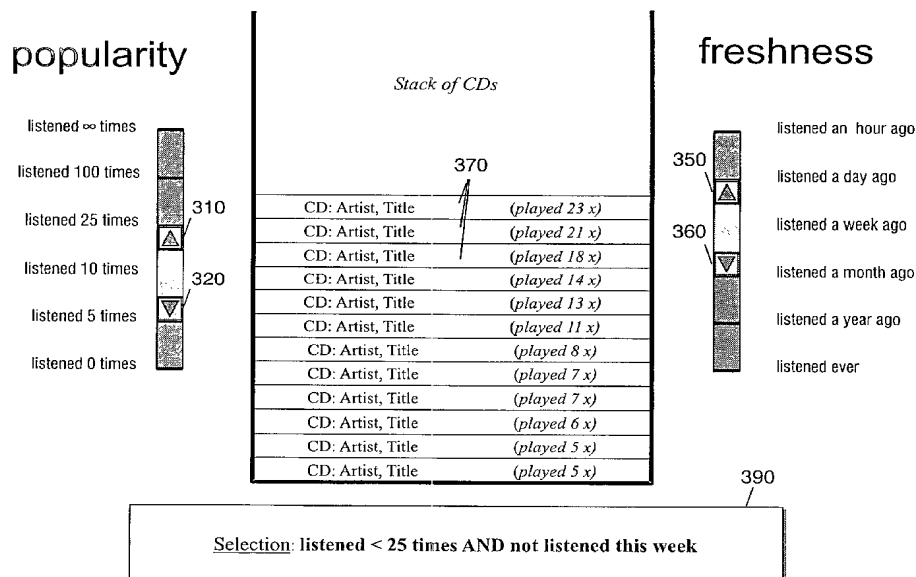 popularity
freshness
Stack of CDs
listened ∞ times
listened 100 times
listened 25 times
listened 10 times
listened 5 times
listened 0 times
310
320
370
CD: Artist, Title (played 23 x)
CD: Artist, Title (played 21 x)
CD: Artist, Title (played 18 x)
CD: Artist, Title (played 14 x)
CD: Artist, Title (played 13 x)
CD: Artist, Title (played 11 x)
CD: Artist, Title (played 8 x)
CD: Artist, Title (played 7 x)
CD: Artist, Title (played 7 x)
CD: Artist, Title (played 6 x)
CD: Artist, Title (played 5 x)
CD: Artist, Title (played 5 x)
350
360
listened an hour ago
listened a day ago
listened a week ago
listened a month ago
listened a year ago
listened ever
390
Selection: listened < 25 times AND not listened this week